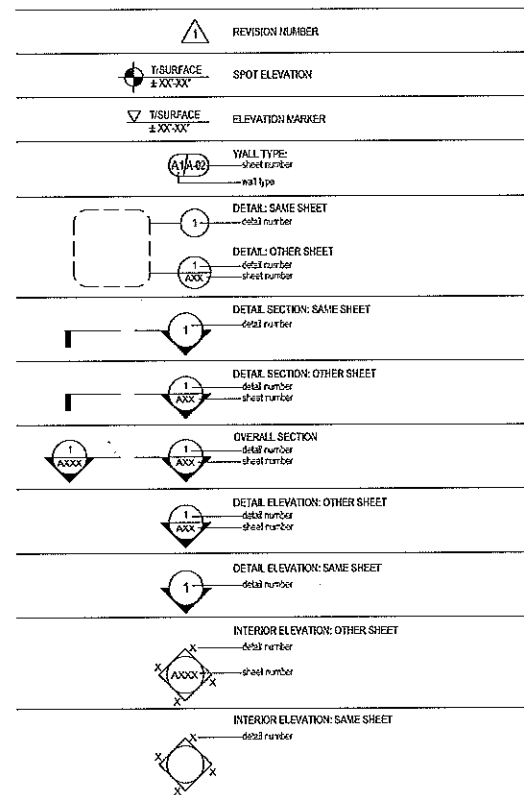 1 REVISION NUMBER
T/SURFACE SPOT ELEVATION
± XX'-XX"
T/SURFACE ELEVATION MARKER
± XX'-XX"
WALL TYPE:
A1/A-02 sheet number
wall type
DETAIL: SAME SHEET
1 detail number
DETAIL: OTHER SHEET
1 detail number
AXX sheet number
DETAIL SECTION: SAME SHEET
1 detail number
DETAIL SECTION: OTHER SHEET
1 detail number
AXX sheet number
OVERALL SECTION
1 1 detail number
AXXX AXX sheet number
DETAIL ELEVATION: OTHER SHEET
1 detail number
AXX sheet number
DETAIL ELEVATION: SAME SHEET
1 detail number
INTERIOR ELEVATION: OTHER SHEET
X detail number
X AXXX sheet number
X X
INTERIOR ELEVATION: SAME SHEET
X detail number
X
X X